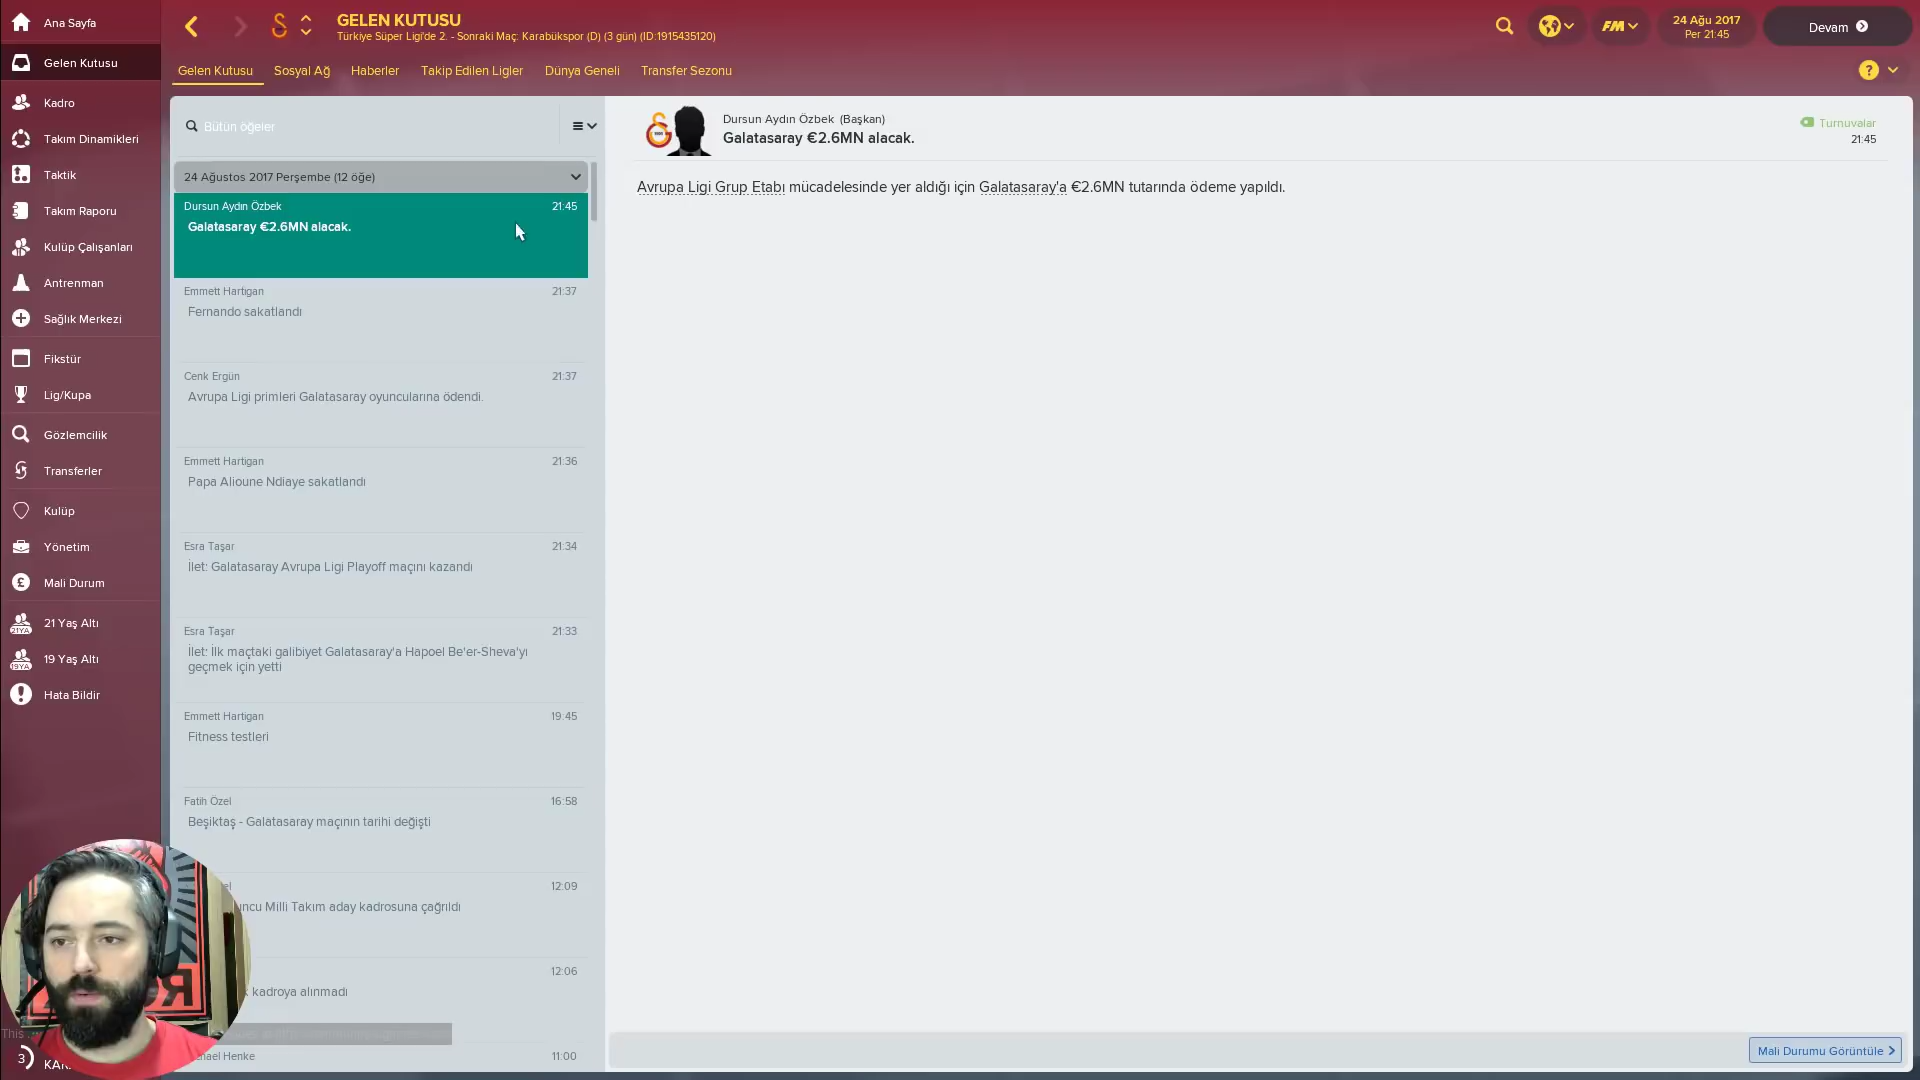 Ana Sayfa
Gelen Kutusu
Kadro
Takım Dinamikleri
Taktik
Takım Raporu
Kulüp Çalışanları
Antrenman
Sağlık Merkezi
Fikstür
Lig/Kupa
Gözlemcilik
Transferler
Kulüp
Yönetim
Mali Durum
21YA
21 Yaş Altı
19YA
19 Yaş Altı
Hata Bildir
This
3
GELEN KUTUSU
Türkiye Süper Ligi'de 2. - Sonraki Maç: Karabükspor (D) (3 gün) (ID:1915435120)
FM
24 Ağu 2017
Per 21:45
Devam
Gelen Kutusu
Sosyal Ağ
Haberler
Takip Edilen Ligler
Dünya Geneli
Transfer Sezonu
?
Bütün öğeler
24 Ağustos 2017 Perşembe (12 öğe)
Dursun Aydın Özbek 21:45
Galatasaray €2.6MN alacak.
Emmett Hartigan 21:37
Fernando sakatlandı
Cenk Ergün 21:37
Avrupa Ligi primleri Galatasaray oyuncularına ödendi.
Emmett Hartigan 21:36
Papa Alioune Ndiaye sakatlandı
Esra Taşar 21:34
İlet: Galatasaray Avrupa Ligi Playoff maçını kazandı
Esra Taşar 21:33
İlet: İlk maçtaki galibiyet Galatasaray'a Hapoel Be'er-Sheva'yı
geçmek için yetti
Emmett Hartigan 19:45
Fitness testleri
Fatih Özel 16:58
Beşiktaş - Galatasaray maçının tarihi değişti
12:09
Milli Takım aday kadrosuna çağrıldı
12:06
kadroya alınmadı
Henke 11:00
Dursun Aydın Özbek (Başkan)
Galatasaray €2.6MN alacak.
Turnuvalar
21:45
Avrupa Ligi Grup Etabı mücadelesinde yer aldığı için Galatasaray'a €2.6MN tutarında ödeme yapıldı.
Mali Durumu Görüntüle